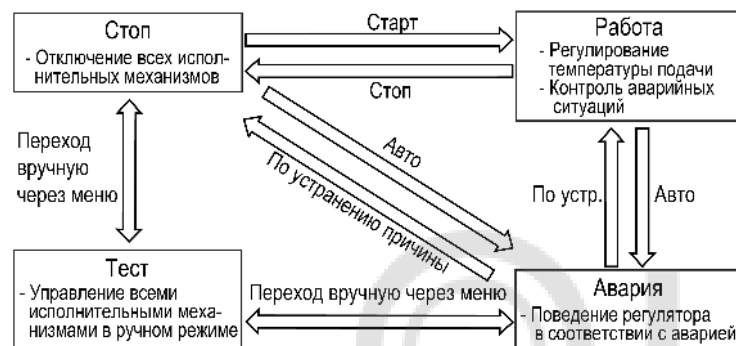 Стоп
- Отключение всех испол-
нительных механизмов
Старт
Стоп
Работа
- Регулирование
температуры подачи
- Контроль аварийных
ситуаций
Переход
вручную
через меню
Авто
По устранению причины
По устр.
Авто
Тест
- Управление всеми
исполнительными меха-
низмами в ручном режиме
Переход вручную через меню
Авария
- Поведение регулятора
в соответствии с аварией